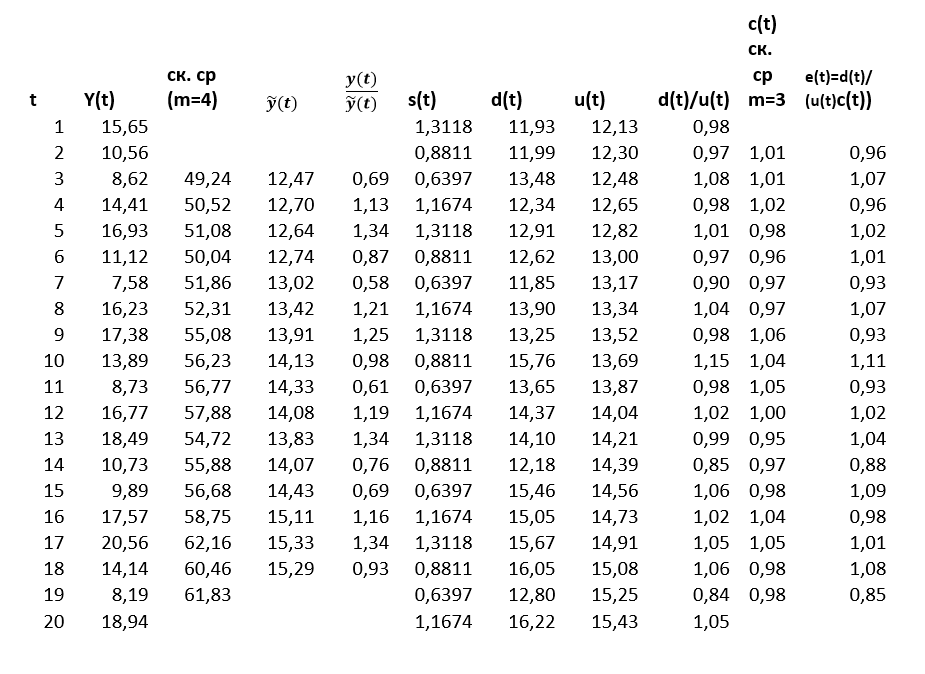 c(t)
ск.
ск. ср y(t) ср e(t)=d(t)/
t Y(t) (m=4) ỹ(t) ỹ(t) s(t) d(t) u(t) d(t)/u(t) m=3 (u(t)c(t))
1 15,65 1,3118 11,93 12,13 0,98
2 10,56 0,8811 11,99 12,30 0,97 1,01 0,96
3 8,62 49,24 12,47 0,69 0,6397 13,48 12,48 1,08 1,01 1,07
4 14,41 50,52 12,70 1,13 1,1674 12,34 12,65 0,98 1,02 0,96
5 16,93 51,08 12,64 1,34 1,3118 12,91 12,82 1,01 0,98 1,02
6 11,12 50,04 12,74 0,87 0,8811 12,62 13,00 0,97 0,96 1,01
7 7,58 51,86 13,02 0,58 0,6397 11,85 13,17 0,90 0,97 0,93
8 16,23 52,31 13,42 1,21 1,1674 13,90 13,34 1,04 0,97 1,07
9 17,38 55,08 13,91 1,25 1,3118 13,25 13,52 0,98 1,06 0,93
10 13,89 56,23 14,13 0,98 0,8811 15,76 13,69 1,15 1,04 1,11
11 8,73 56,77 14,33 0,61 0,6397 13,65 13,87 0,98 1,05 0,93
12 16,77 57,88 14,08 1,19 1,1674 14,37 14,04 1,02 1,00 1,02
13 18,49 54,72 13,83 1,34 1,3118 14,10 14,21 0,99 0,95 1,04
14 10,73 55,88 14,07 0,76 0,8811 12,18 14,39 0,85 0,97 0,88
15 9,89 56,68 14,43 0,69 0,6397 15,46 14,56 1,06 0,98 1,09
16 17,57 58,75 15,11 1,16 1,1674 15,05 14,73 1,02 1,04 0,98
17 20,56 62,16 15,33 1,34 1,3118 15,67 14,91 1,05 1,05 1,01
18 14,14 60,46 15,29 0,93 0,8811 16,05 15,08 1,06 0,98 1,08
19 8,19 61,83 0,6397 12,80 15,25 0,84 0,98 0,85
20 18,94 1,1674 16,22 15,43 1,05